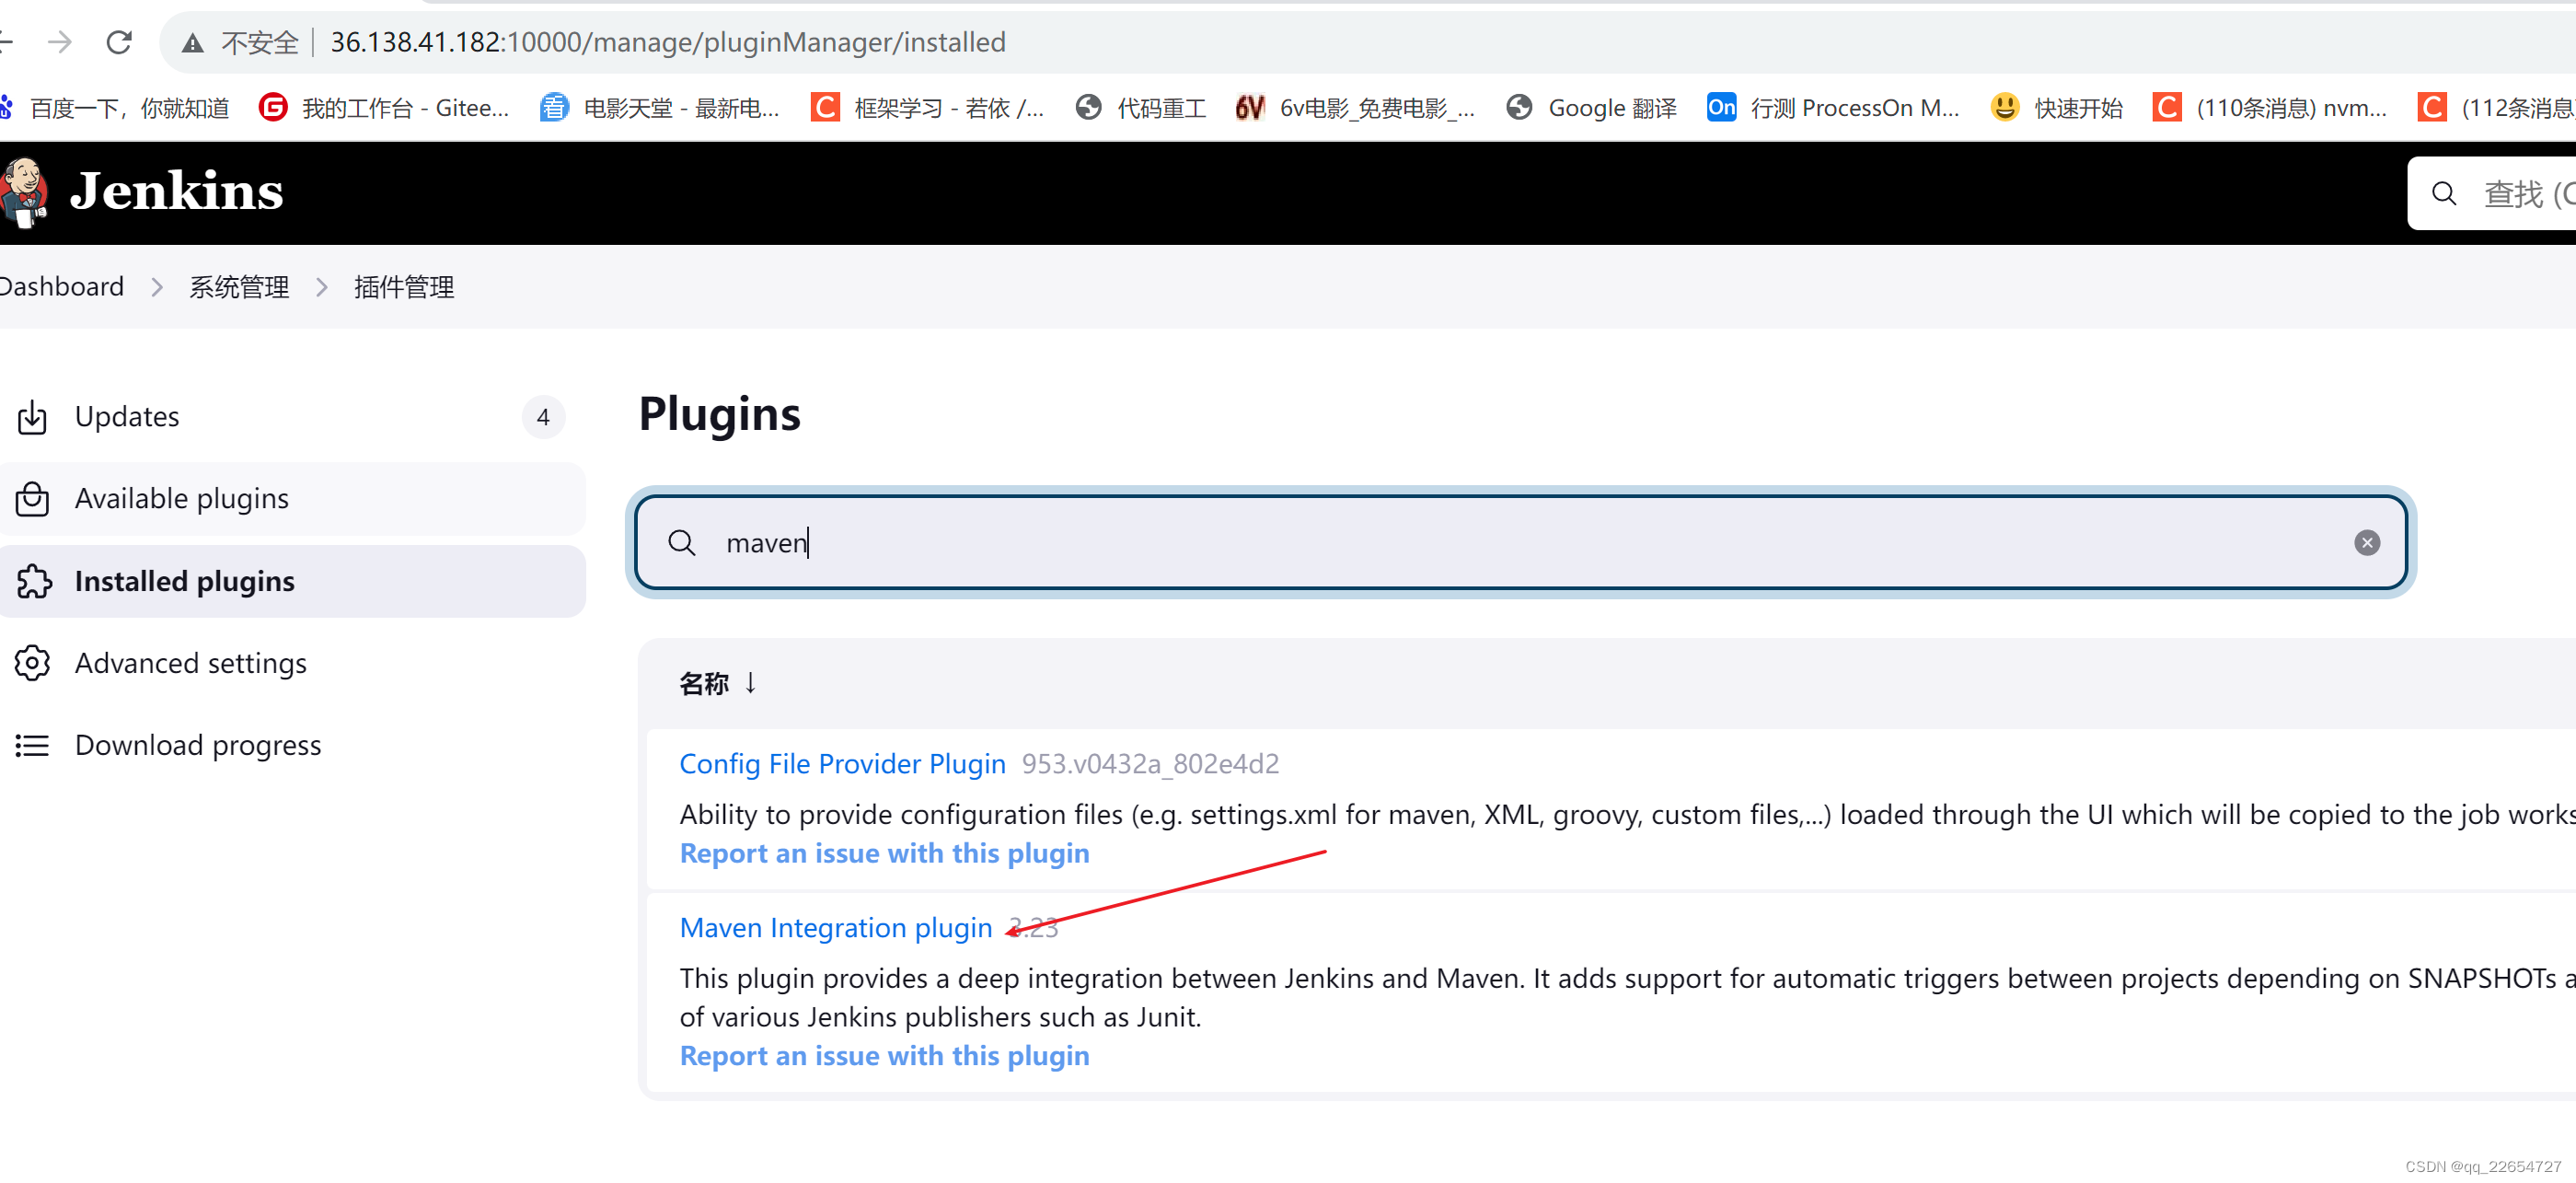 不安全 36.138.41.182:10000/manage/pluginManager/installed
百度一下，你就知道 我的工作台 - Gitee... 电影天堂 - 最新电... 框架学习 - 若依 /... 代码重工 6v电影_免费电影_... Google 翻译 行测 ProcessOn M... 快速开始 (110条消息) nvm... (112条消息
Jenkins
查找 (C
Dashboard 系统管理 插件管理
Updates 4
Available plugins
Installed plugins
Advanced settings
Download progress
Plugins
maven
名称 ↓
Config File Provider Plugin 953.v0432a_802e4d2
Ability to provide configuration files (e.g. settings.xml for maven, XML, groovy, custom files,...) loaded through the UI which will be copied to the job works
Report an issue with this plugin
Maven Integration plugin 3.23
This plugin provides a deep integration between Jenkins and Maven. It adds support for automatic triggers between projects depending on SNAPSHOTs a
of various Jenkins publishers such as Junit.
Report an issue with this plugin
CSDN @qq_22654727